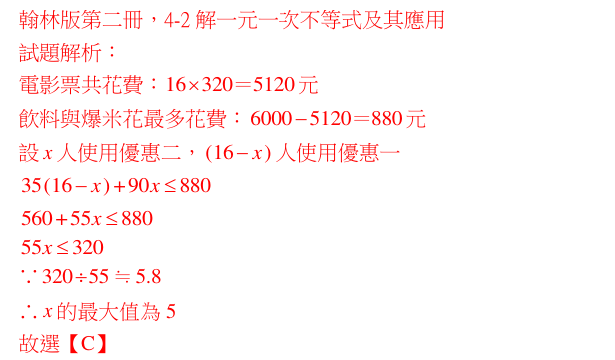 翰林版第二冊，4-2 解一元一次不等式及其應用
試題解析：
電影票共花費：16×320＝5120 元
飲料與爆米花最多花費：6000－5120＝880 元
設 x 人使用優惠二，(16－x) 人使用優惠一
35(16－x)＋90x≤880
560＋55x≤880
55x≤320
∵320÷55≒5.8
∴x 的最大值為 5
故選【C】